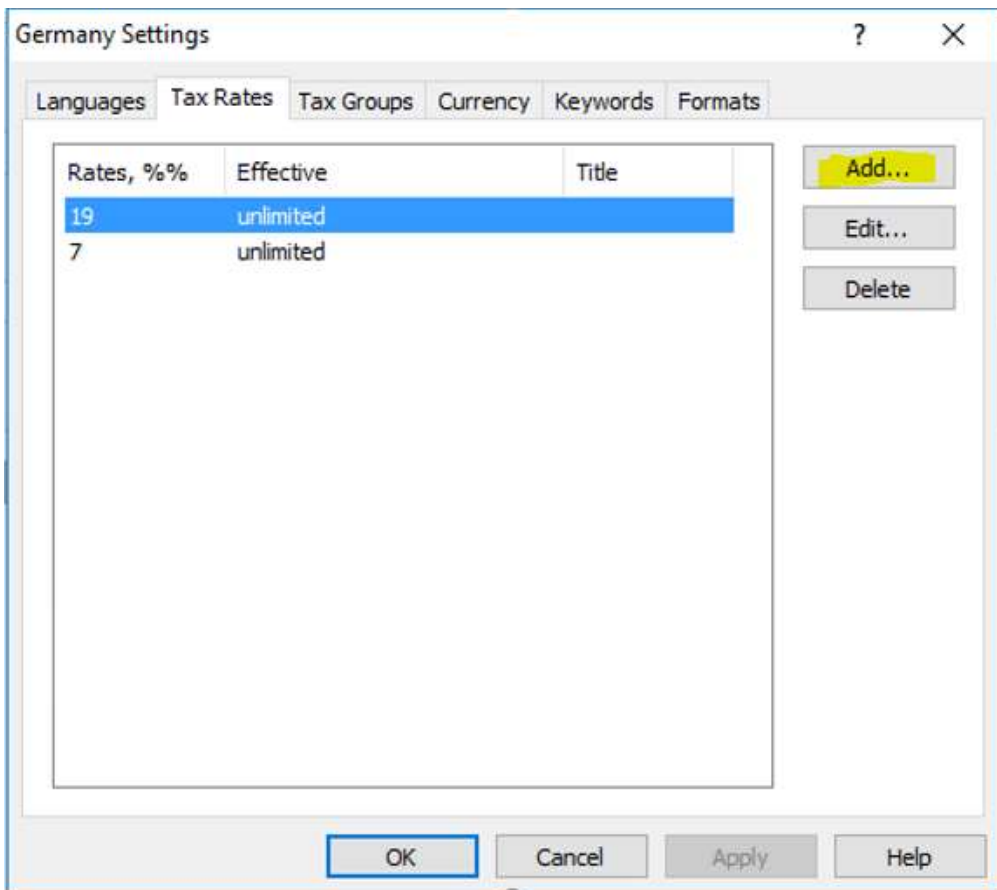 Germany Settings ? X
Languages Tax Rates Tax Groups Currency Keywords Formats
Rates, %% Effective Title
19 unlimited
7 unlimited
Add...
Edit...
Delete
OK Cancel Apply Help